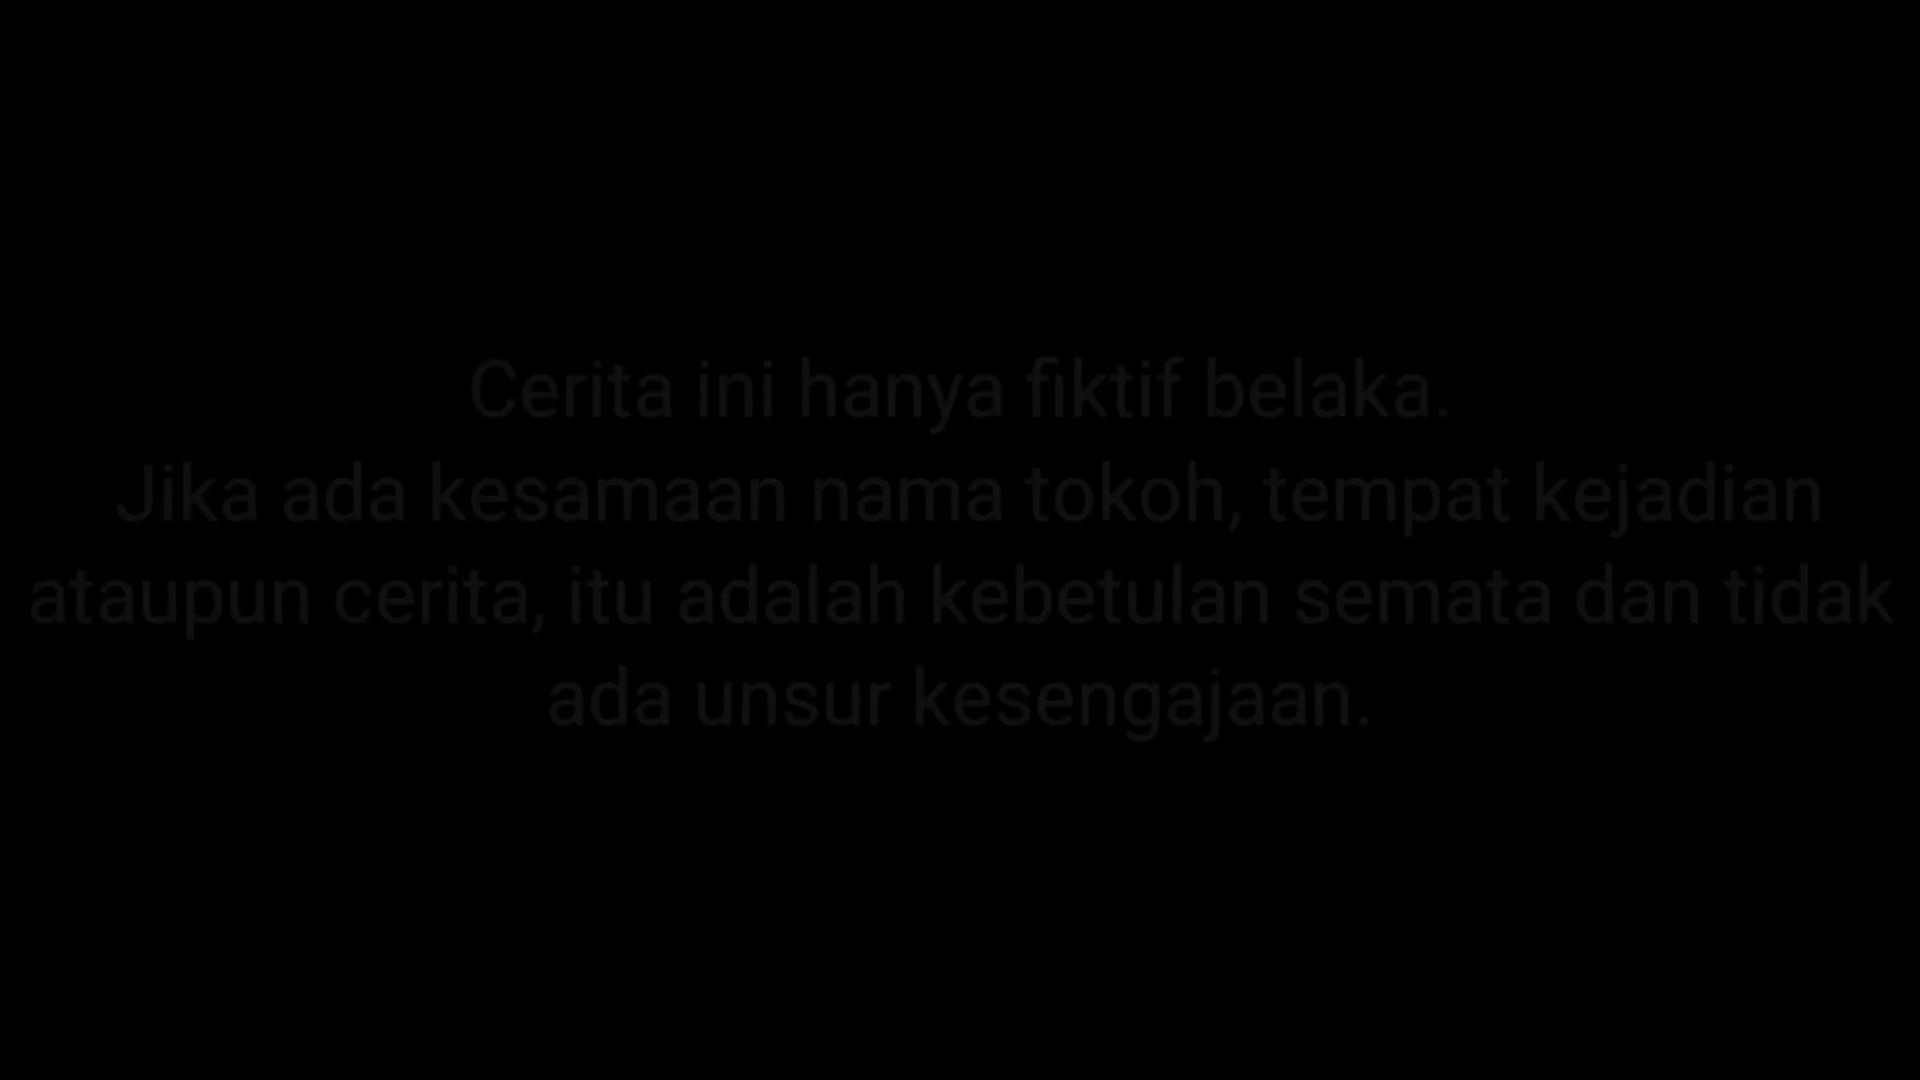 Cerita ini hanya fiktif belaka.
Jika ada kesamaan nama tokoh, tempat kejadian
ataupun cerita, itu adalah kebetulan semata dan tidak
ada unsur kesengajaan.